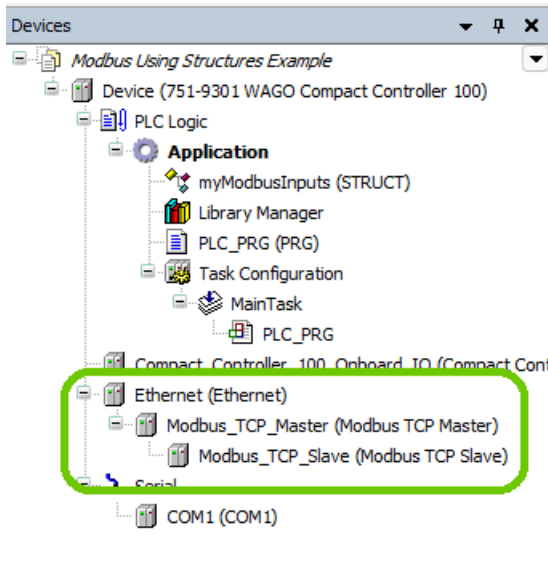 Devices
Modbus Using Structures Example
Device (751-9301 WAGO Compact Controller 100)
PLC Logic
Application
myModbusInputs (STRUCT)
Library Manager
PLC_PRG (PRG)
Task Configuration
MainTask
PLC_PRG
Compact_Controller_100_Onboard_IO (Compact Cont
Ethernet (Ethernet)
Modbus_TCP_Master (Modbus TCP Master)
Modbus_TCP_Slave (Modbus TCP Slave)
Serial
COM1 (COM1)